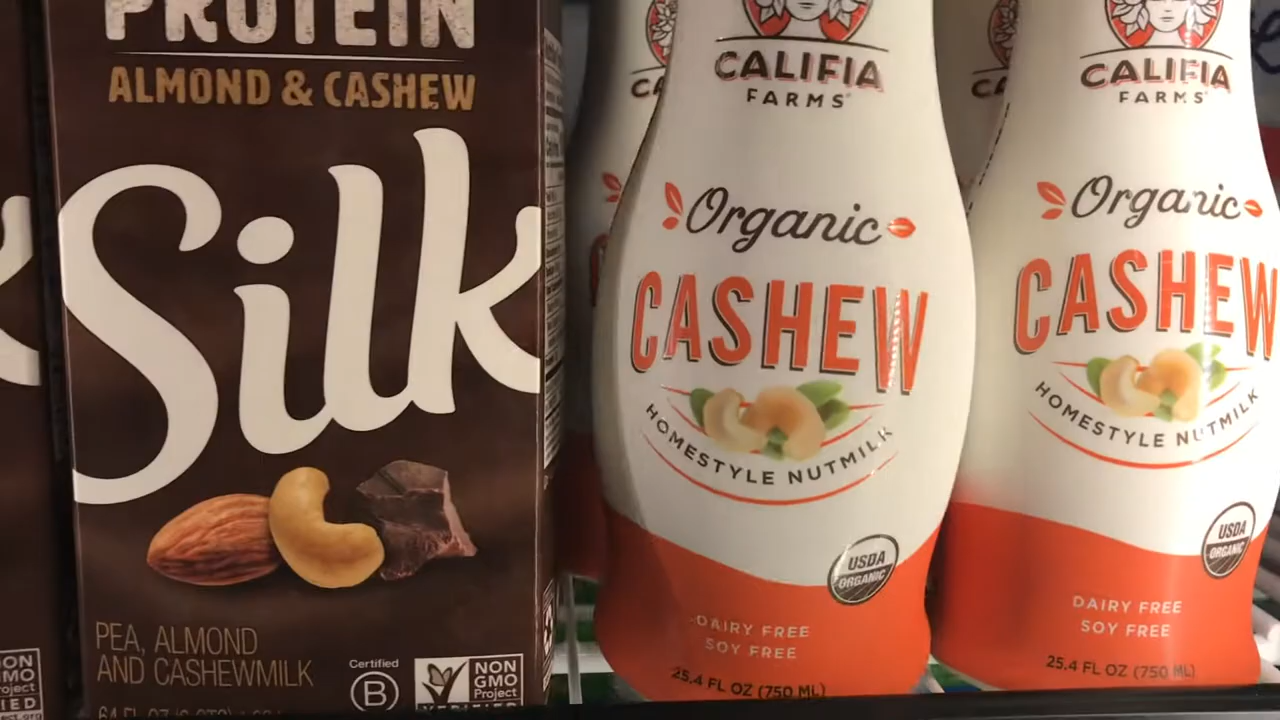 PROTEIN
ALMOND & CASHEW
Silk
PEA, ALMOND
AND CASHEWMILK
Certified
B
NON
GMO
Project
VERIFIED
CALIFIA
FARMS
Organic
CASHEW
HOMESTYLE NUTMILK
USDA
ORGANIC
DAIRY FREE
SOY FREE
25.4 FL OZ (750 ML)
CALIFIA
FARMS
Organic
CASHEW
HOMESTYLE NUTMILK
USDA
ORGANIC
DAIRY FREE
SOY FREE
25.4 FL OZ (750 ML)